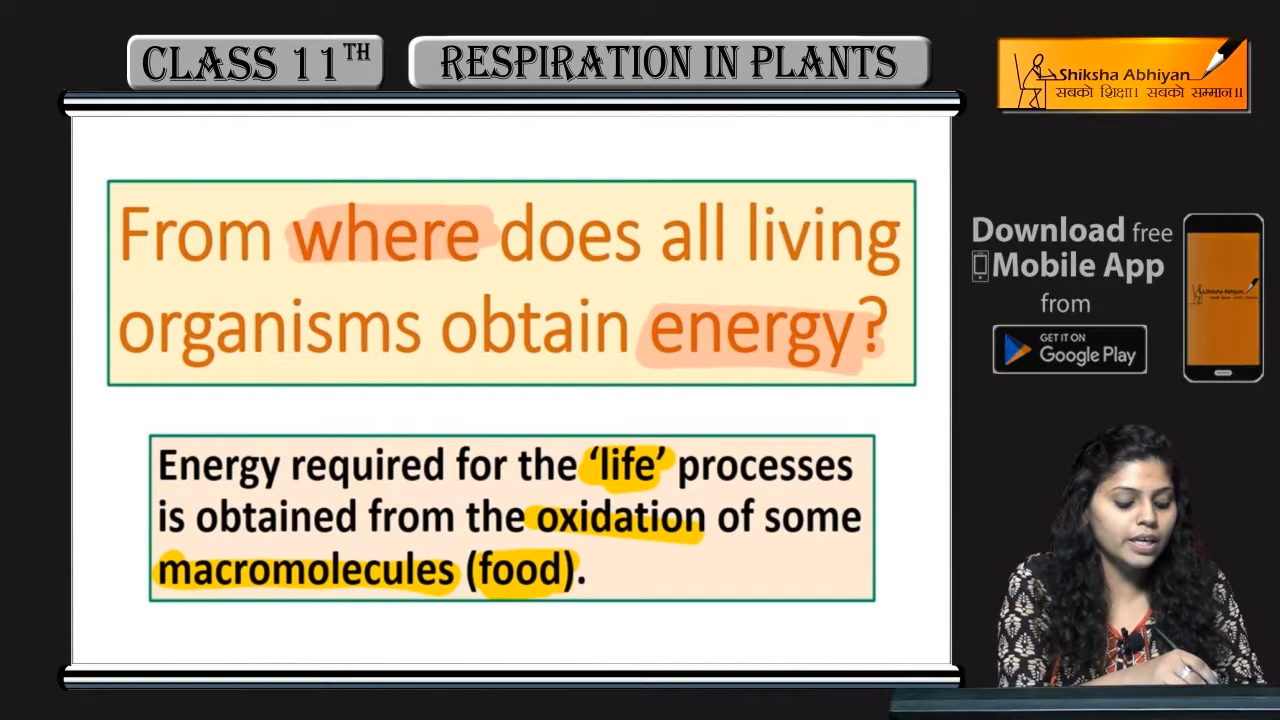 CLASS 11TH
RESPIRATION IN PLANTS
Shiksha Abhiyan
सबको शिक्षा। सबको सम्मान॥
From where does all living
organisms obtain energy?
Energy required for the ‘life’ processes
is obtained from the oxidation of some
macromolecules (food).
Download free
Mobile App
from
GET IT ON
Google Play
Shiksha Abhiyan